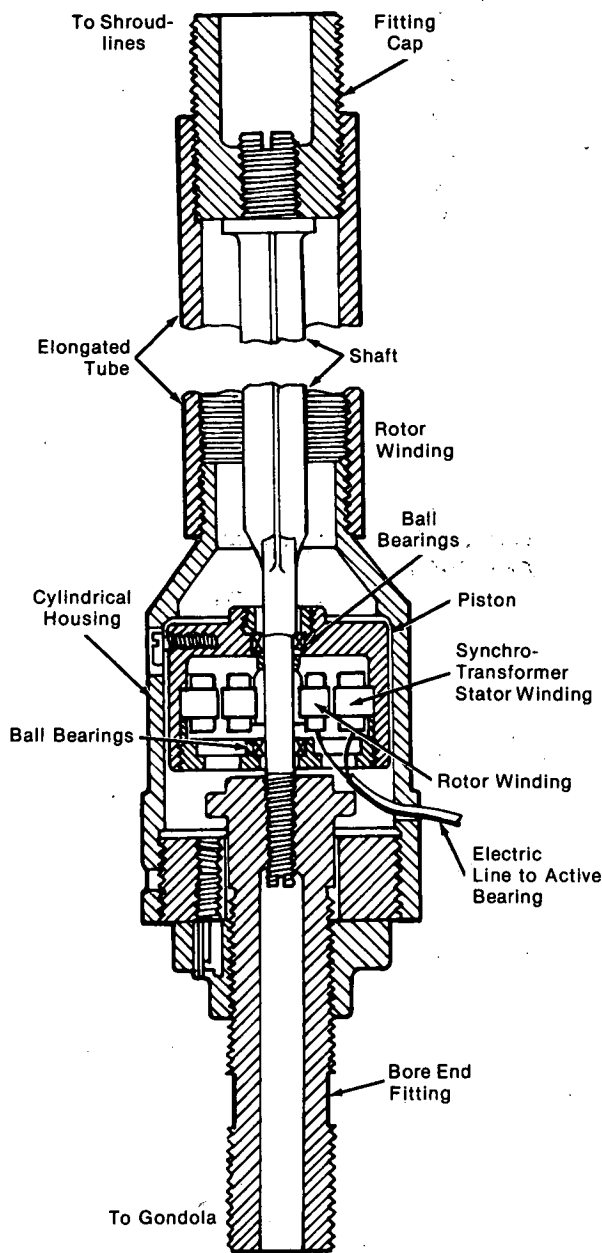 To Shroud-
lines
Fitting
Cap
Elongated
Tube
Shaft
Rotor
Winding
Ball
Bearings
Cylindrical
Housing
Piston
Synchro-
Transformer
Stator Winding
Ball Bearings
Rotor Winding
Electric
Line to Active
Bearing
Bore End
Fitting
To Gondola